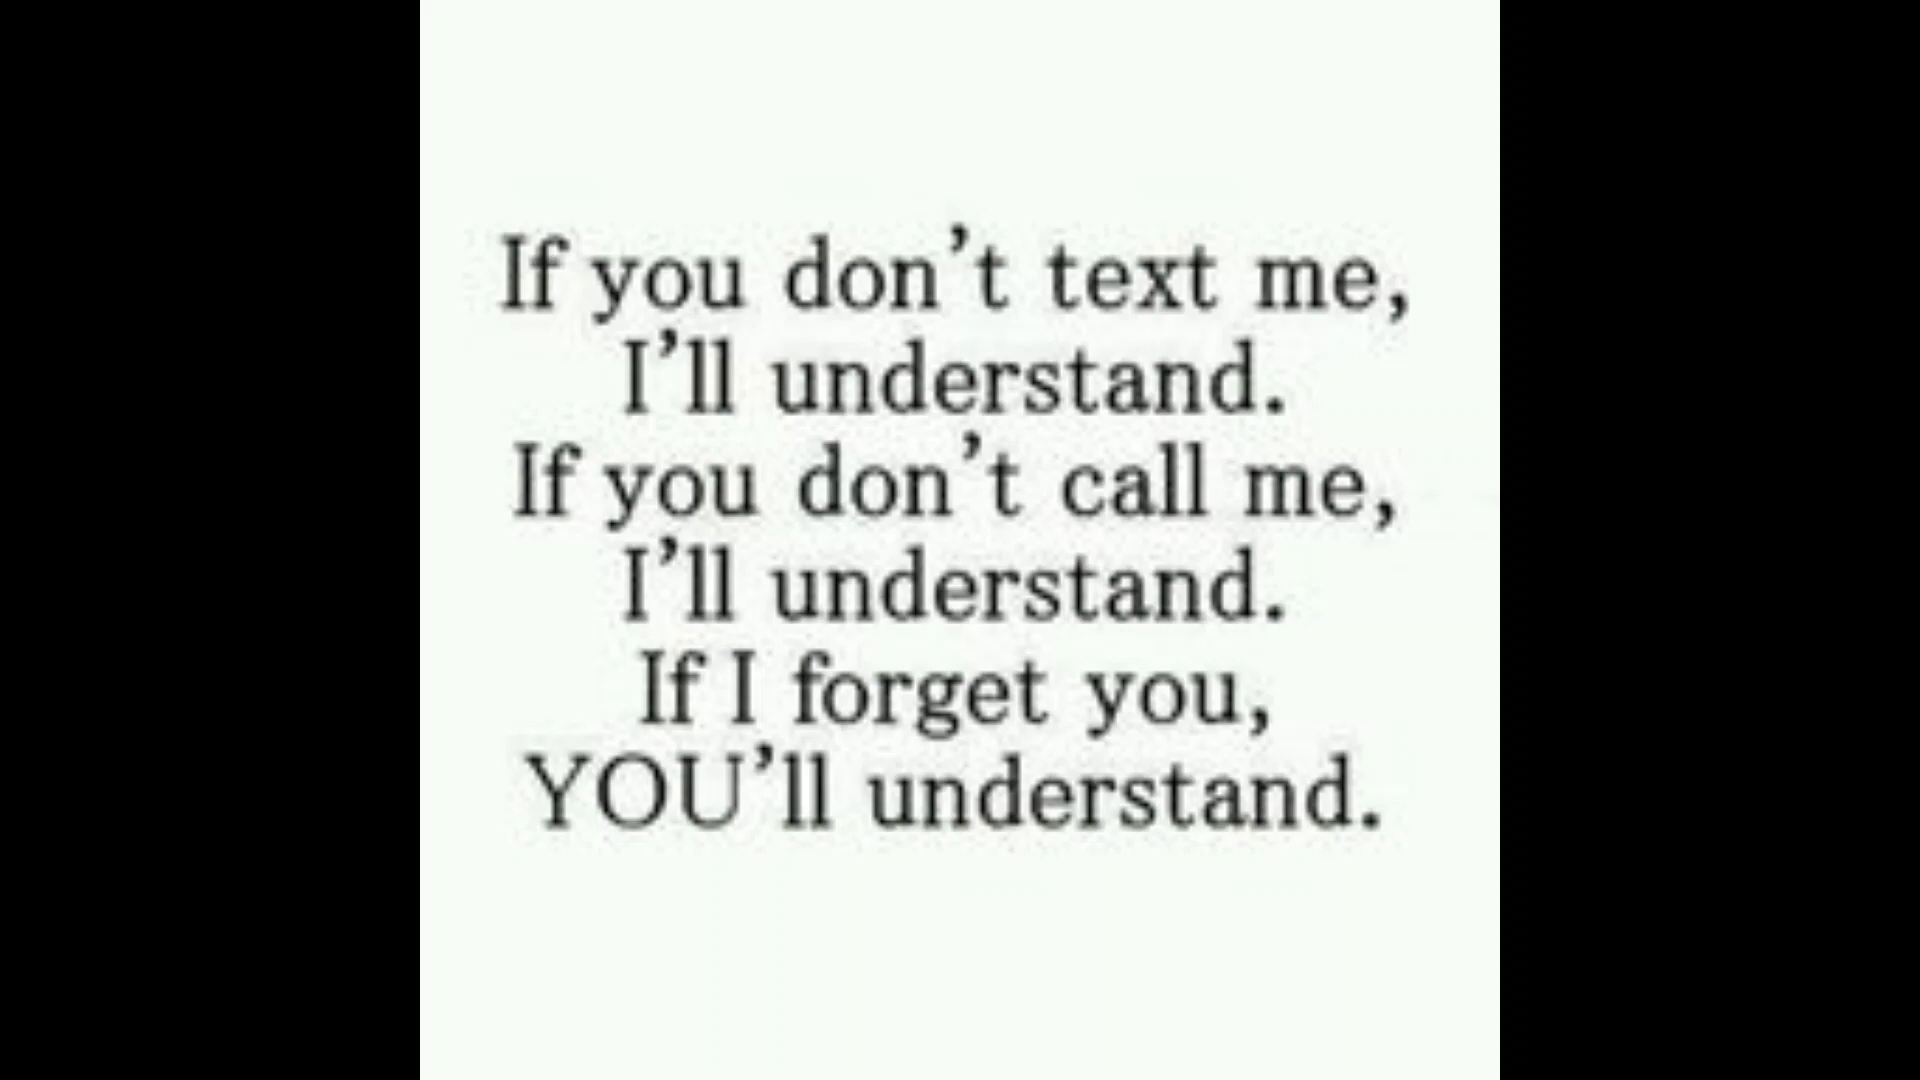 If you don't text me,
I'll understand.
If you don't call me,
I'll understand.
If I forget you,
YOU'll understand.